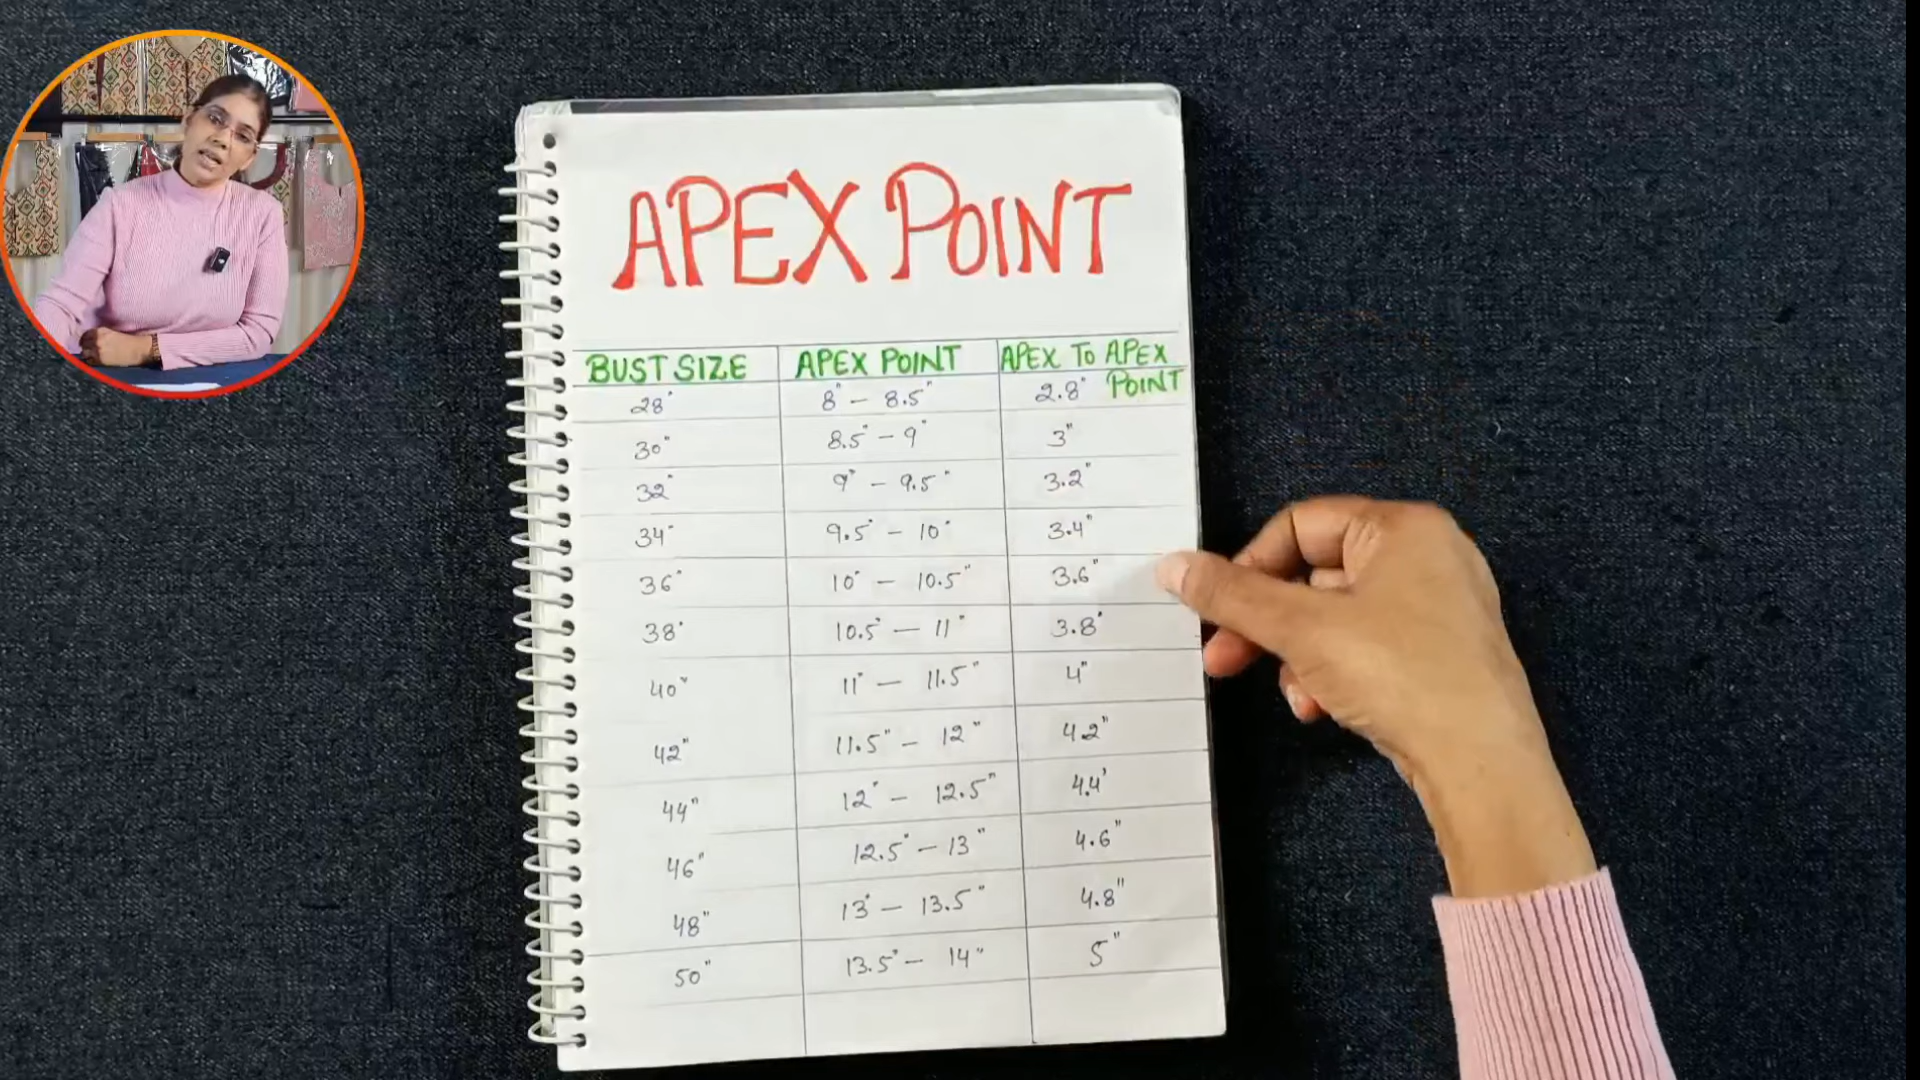 APEX POINT
BUST SIZE APEX POINT APEX TO APEX POINT
28" 8" - 8.5" 2.8"
30" 8.5" - 9" 3"
32" 9" - 9.5" 3.2"
34" 9.5" - 10" 3.4"
36" 10" - 10.5" 3.6"
38" 10.5" - 11" 3.8"
40" 11" - 11.5" 4"
42" 11.5" - 12" 4.2"
44" 12" - 12.5" 4.4'
46" 12.5" - 13" 4.6"
48" 13" - 13.5" 4.8"
50" 13.5" - 14" 5"